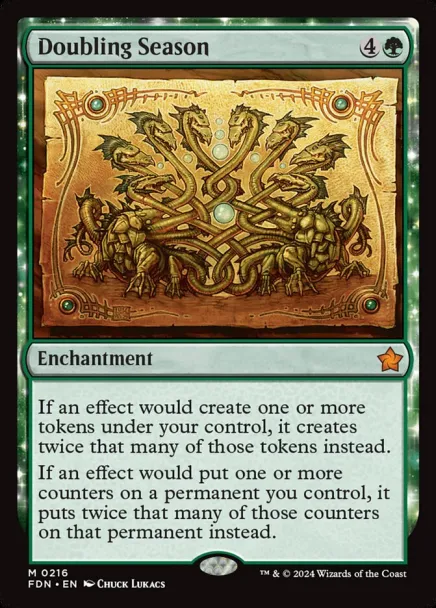 Doubling Season 4
Enchantment
If an effect would create one or more
tokens under your control, it creates
twice that many of those tokens instead.
If an effect would put one or more
counters on a permanent you control, it
puts twice that many of those counters
on that permanent instead.
M 0216
FDN • EN Chuck Lukacs
™ & © 2024 Wizards of the Coast